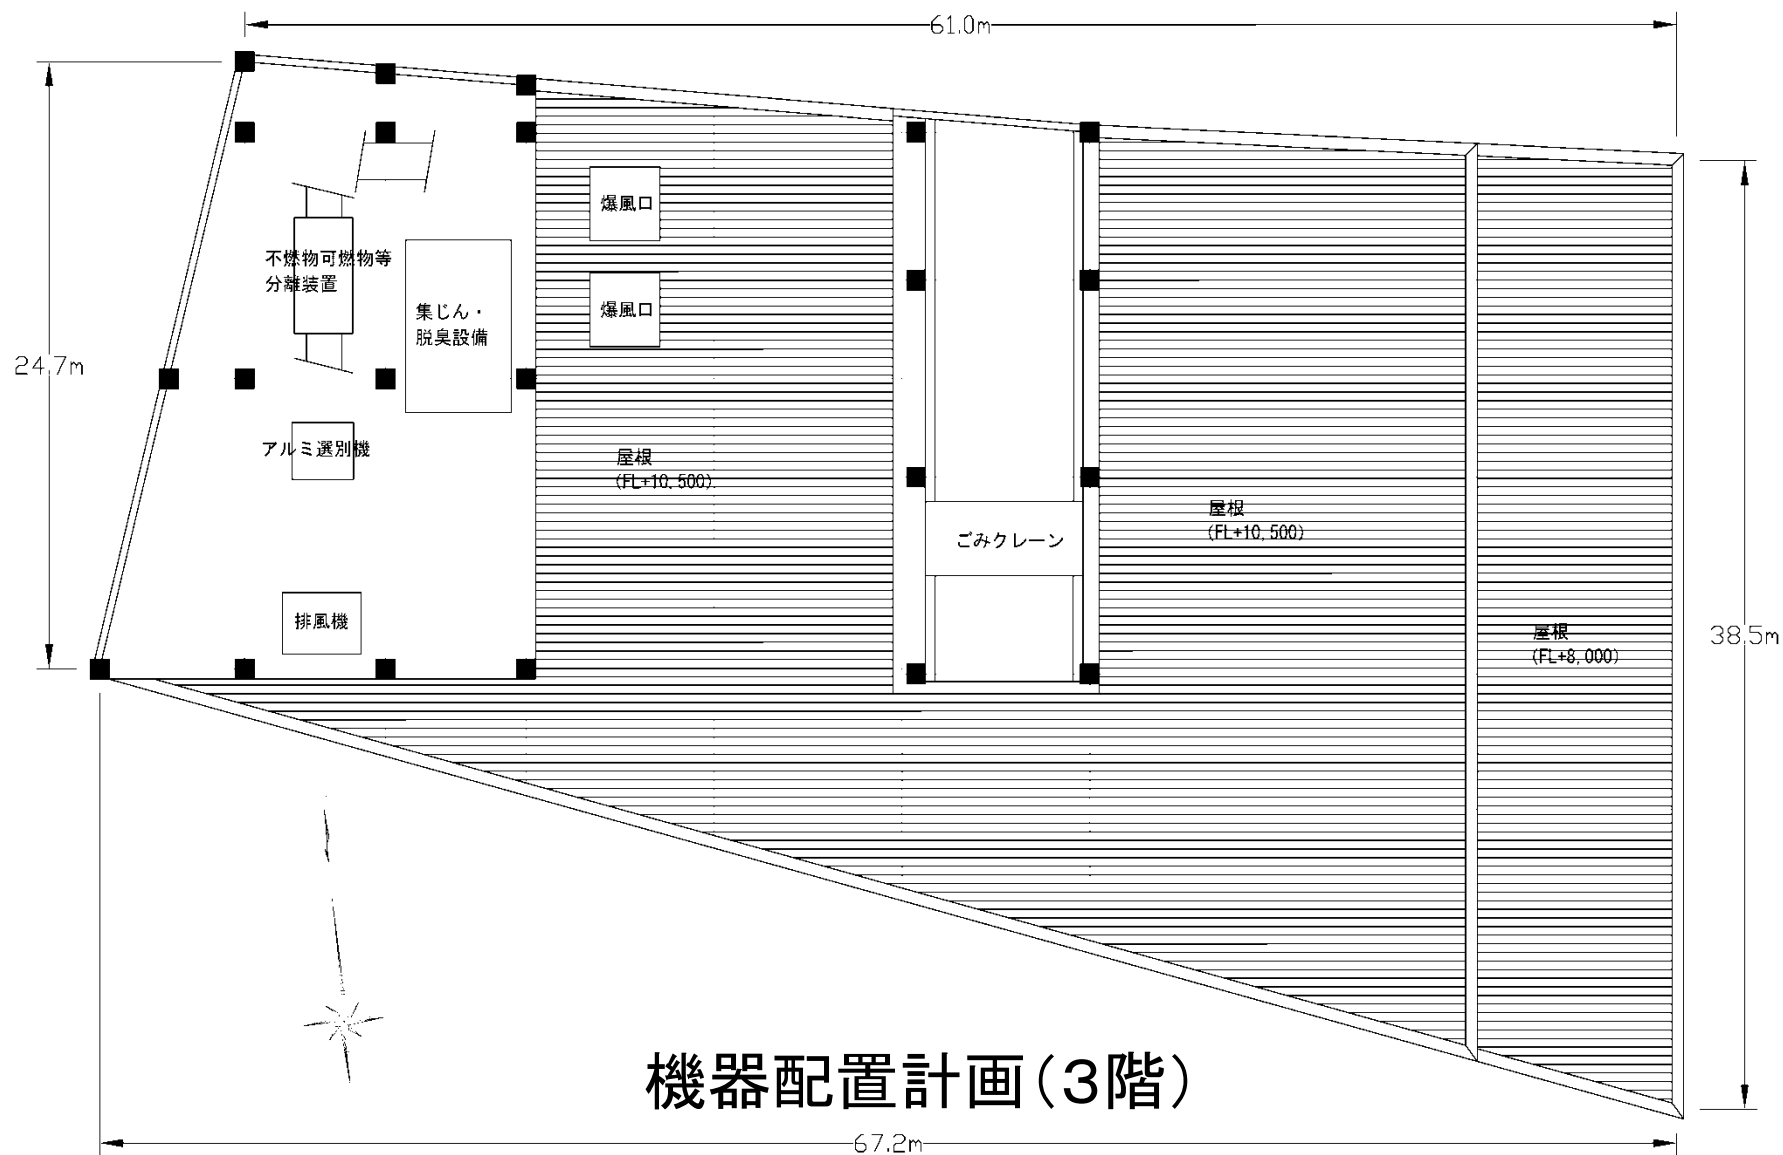 61.0m
爆風口
不燃物可燃物等
分離装置
集じん・
脱臭設備
爆風口
24.7m
アルミ選別機
屋根
(FL+10,500)
屋根
(FL+10,500)
ごみクレーン
排風機
屋根
(FL+8,000)
38.5m
機器配置計画(3階)
67.2m